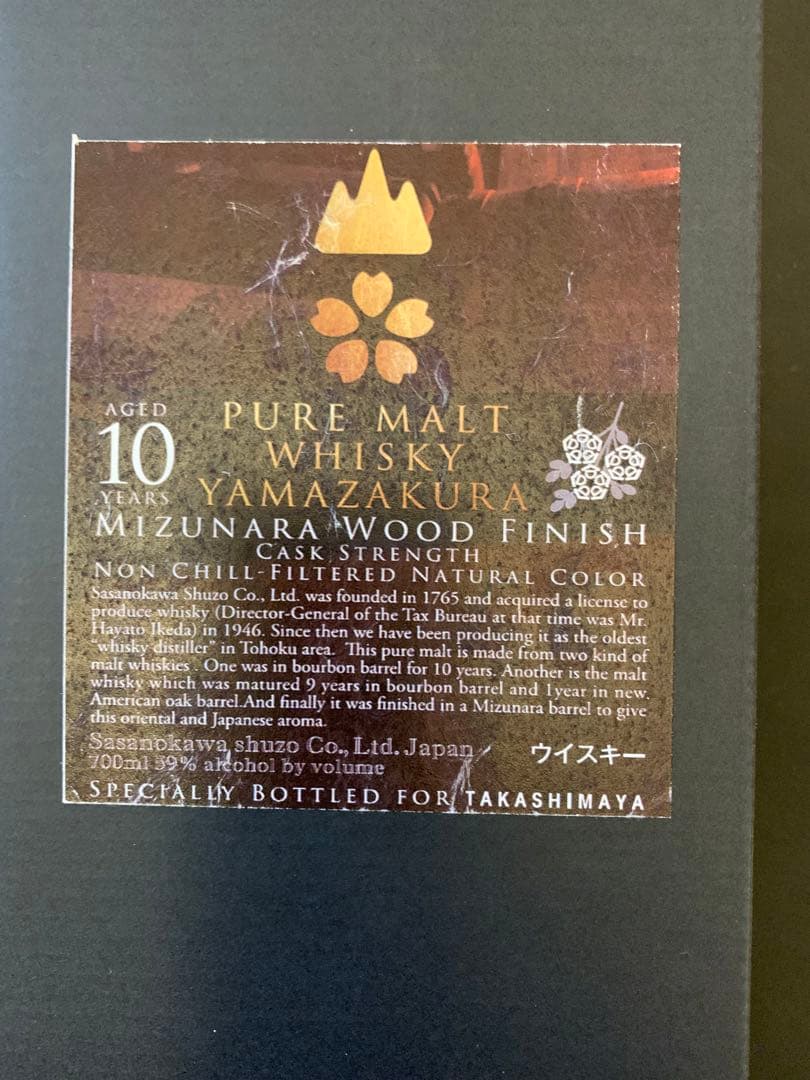 AGED
10
YEARS
PURE MALT
WHISKY
YAMAZAKURA
MIZUNARA WOOD FINISH
CASK STRENGTH
NON CHILL-FILTERED NATURAL COLOR
Sasanokawa Shuzo Co., Ltd. was founded in 1765 and acquired a license to
produce whisky (Director-General of the Tax Bureau at that time was Mr.
Hayato Ikeda) in 1946. Since then we have been producing it as the oldest
"whisky distiller" in Tohoku area. This pure malt is made from two kind of
malt whiskies . One was in bourbon barrel for 10 years. Another is the malt
whisky which was matured 9 years in bourbon barrel and 1year in new
American oak barrel.And finally it was finished in a Mizunara barrel to give
this oriental and Japanese aroma.
Sasanokawa shuzo Co., Ltd. Japan
ウイスキー
700ml 59% alcohol by volume
SPECIALLY BOTTLED FOR TAKASHIMAYA